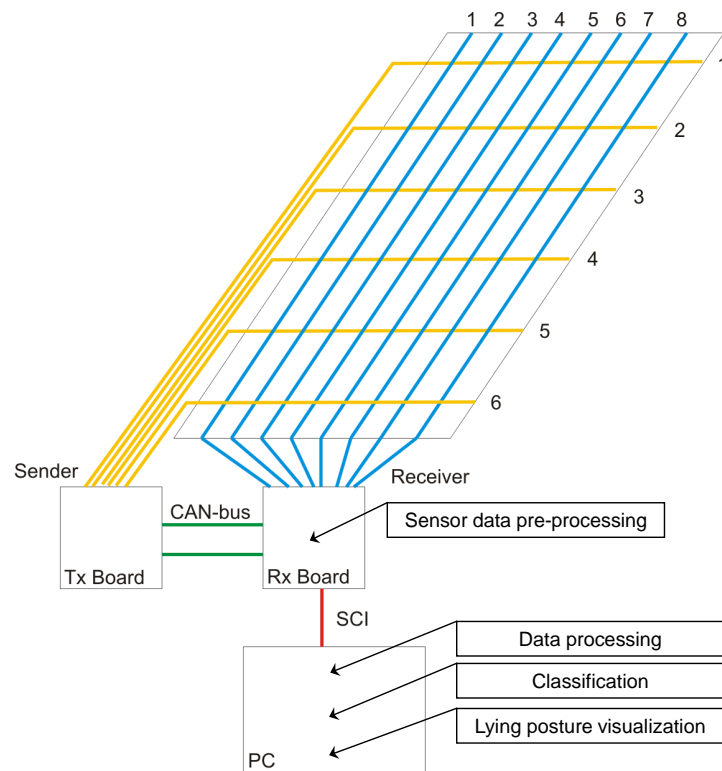 1 2 3 4 5 6 7 8
1
2
3
4
5
6
Sender
Receiver
CAN-bus
Sensor data pre-processing
Tx Board
Rx Board
SCI
Data processing
Classification
Lying posture visualization
PC